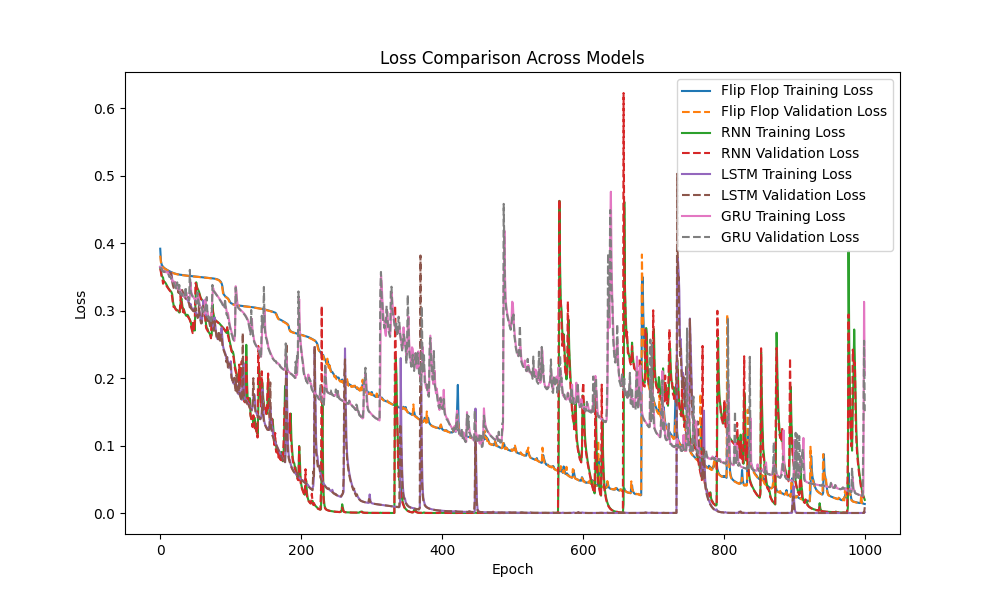 Loss Comparison Across Models
Flip Flop Training Loss
Flip Flop Validation Loss
RNN Training Loss
RNN Validation Loss
LSTM Training Loss
LSTM Validation Loss
GRU Training Loss
GRU Validation Loss
0.6
0.5
0.4
0.3
0.2
0.1
0.0
Loss
0 200 400 600 800 1000
Epoch